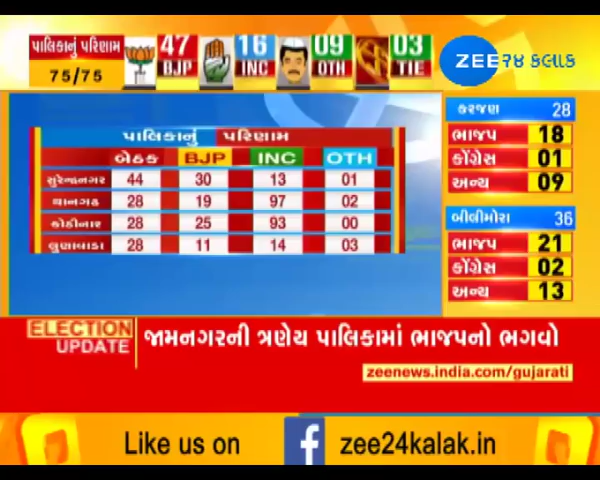 પાલિકાનું પરિણામ
75/75
47 BJP
16 INC
09 OTH
03 TIE
ZEE ૨૪ કલાક
પાલિકાનું પરિણામ
બેઠક BJP INC OTH
સુરેન્દ્રનગર 44 30 13 01
થાનગઢ 28 19 97 02
કોડીનાર 28 25 93 00
લુણાવાડા 28 11 14 03
કરજણ 28
ભાજપ 18
કોંગ્રેસ 01
અન્ય 09
બીલીમોરા 36
ભાજપ 21
કોંગ્રેસ 02
અન્ય 13
ELECTION UPDATE
જામનગરની ત્રણેય પાલિકામાં ભાજપનો ભગવો
zeenews.india.com/gujarati
Like us on f zee24kalak.in